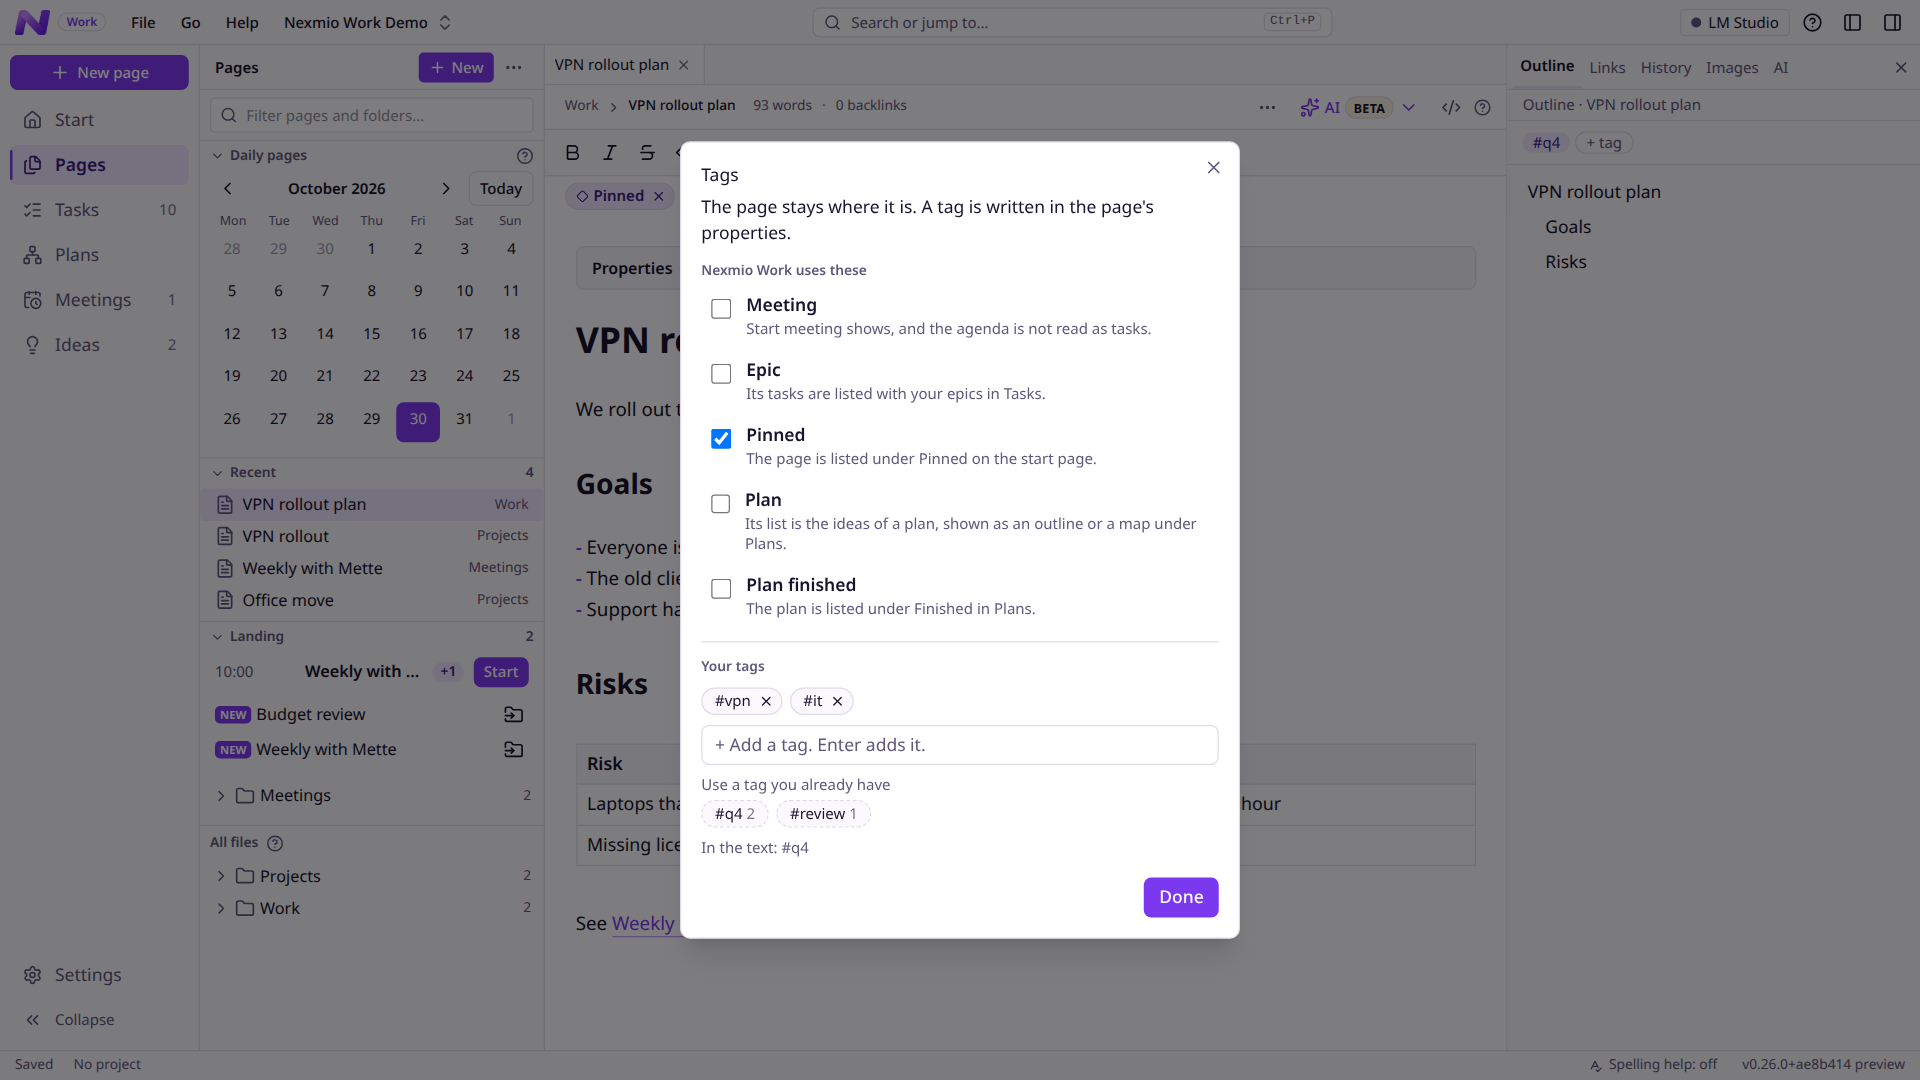 Work File Go Help Nexmio Work Demo Search or jump to... Ctrl+P LM Studio
New page
Start
Pages
Tasks 10
Plans
Meetings 1
Ideas 2
Settings
Collapse
Pages + New
Filter pages and folders...
Daily pages
October 2026 Today
Mon Tue Wed Thu Fri Sat Sun
28 29 30 1 2 3 4
5 6 7 8 9 10 11
12 13 14 15 16 17 18
19 20 21 22 23 24 25
26 27 28 29 30 31 1
Recent 4
VPN rollout plan Work
VPN rollout Projects
Weekly with Mette Meetings
Office move Projects
Landing 2
10:00 Weekly with ... +1 Start
NEW Budget review
NEW Weekly with Mette
Meetings 2
All files
Projects 2
Work 2
VPN rollout plan
Work > VPN rollout plan 93 words · 0 backlinks AI BETA
B I S
Pinned
Properties
VPN r
We roll out
Goals
- Everyone
- The old
- Support
Risks
Risk
Laptops hour
Missing
See Weekly
Tags
The page stays where it is. A tag is written in the page's
properties.
Nexmio Work uses these
Meeting
Start meeting shows, and the agenda is not read as tasks.
Epic
Its tasks are listed with your epics in Tasks.
Pinned
The page is listed under Pinned on the start page.
Plan
Its list is the ideas of a plan, shown as an outline or a map under
Plans.
Plan finished
The plan is listed under Finished in Plans.
Your tags
#vpn #it
+ Add a tag. Enter adds it.
Use a tag you already have
#q4 2 #review 1
In the text: #q4
Done
Outline Links History Images AI
Outline · VPN rollout plan
#q4 + tag
VPN rollout plan
Goals
Risks
Saved No project Spelling help: off v0.26.0+ae8b414 preview